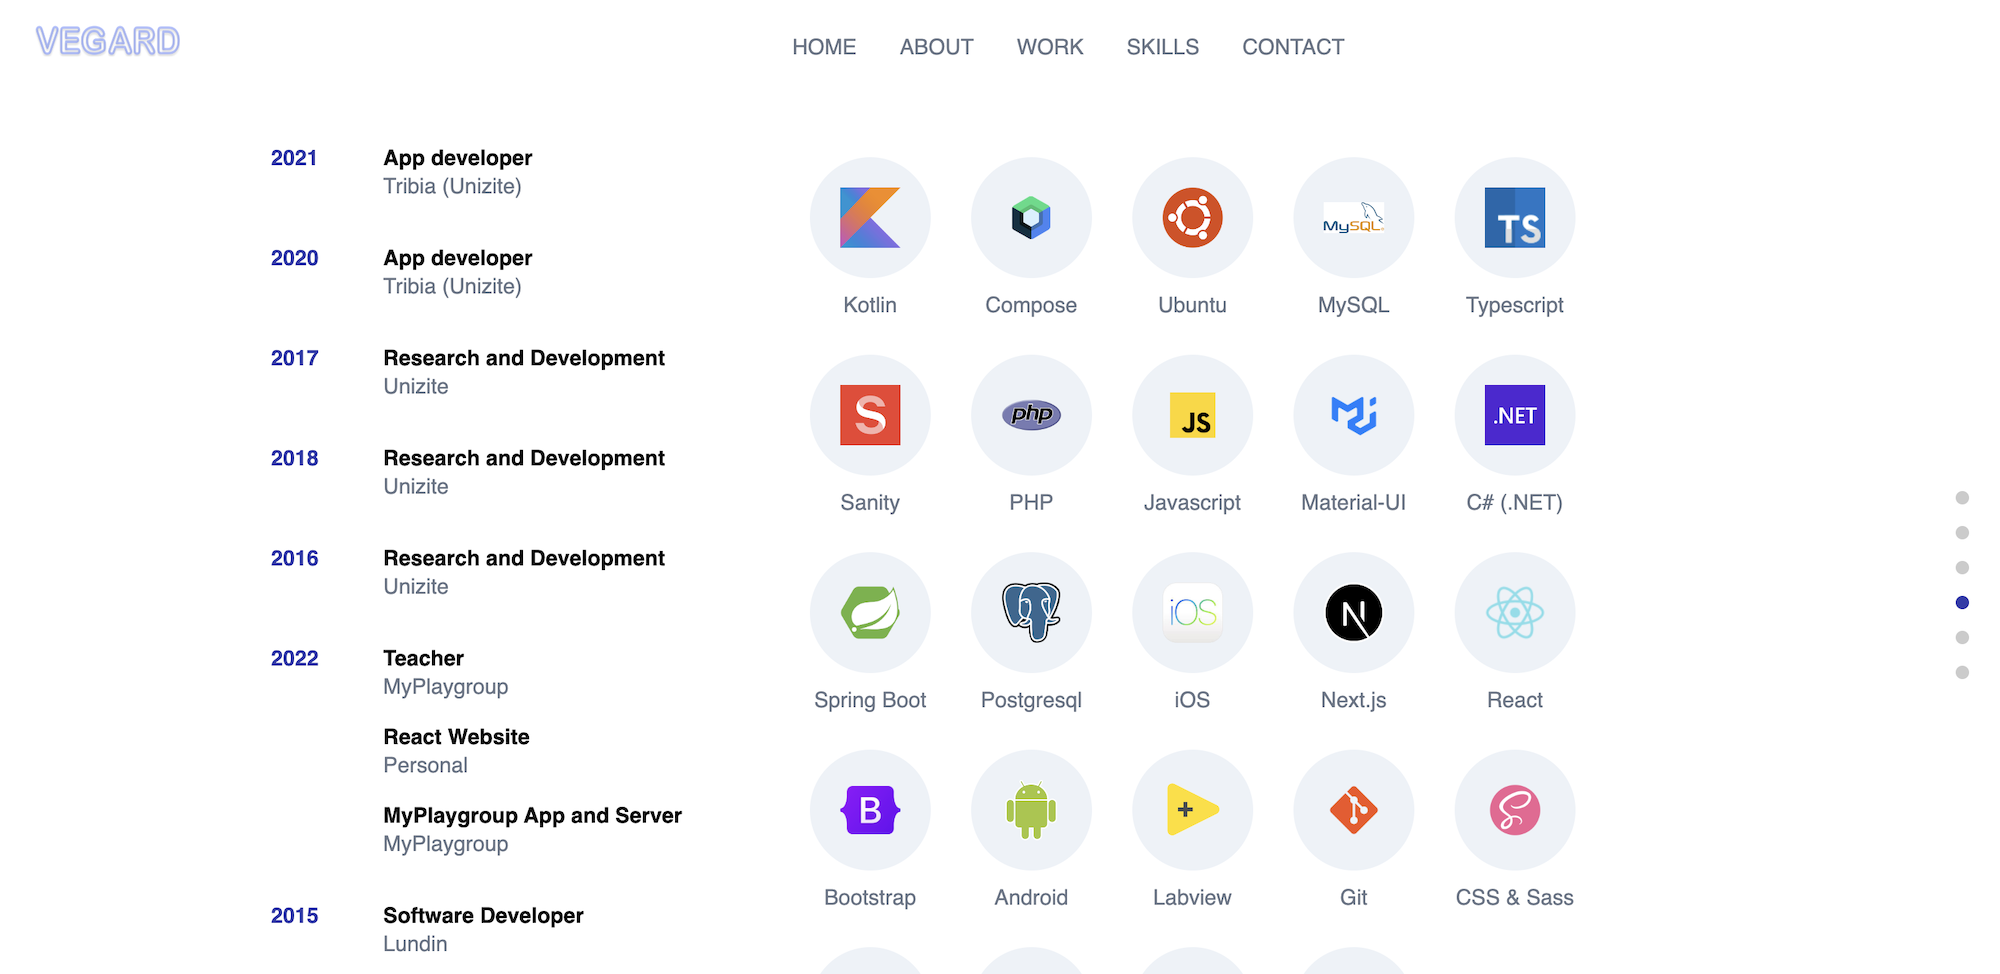 VEGARD
HOME ABOUT WORK SKILLS CONTACT
2021 App developer
Tribia (Unizite)
2020 App developer
Tribia (Unizite)
2017 Research and Development
Unizite
2018 Research and Development
Unizite
2016 Research and Development
Unizite
2022 Teacher
MyPlaygroup
React Website
Personal
MyPlaygroup App and Server
MyPlaygroup
2015 Software Developer
Lundin
MySQL
TS
Kotlin Compose Ubuntu MySQL Typescript
S php JS .NET
Sanity PHP Javascript Material-UI C# (.NET)
iOS N
Spring Boot Postgresql iOS Next.js React
B +
Bootstrap Android Labview Git CSS & Sass